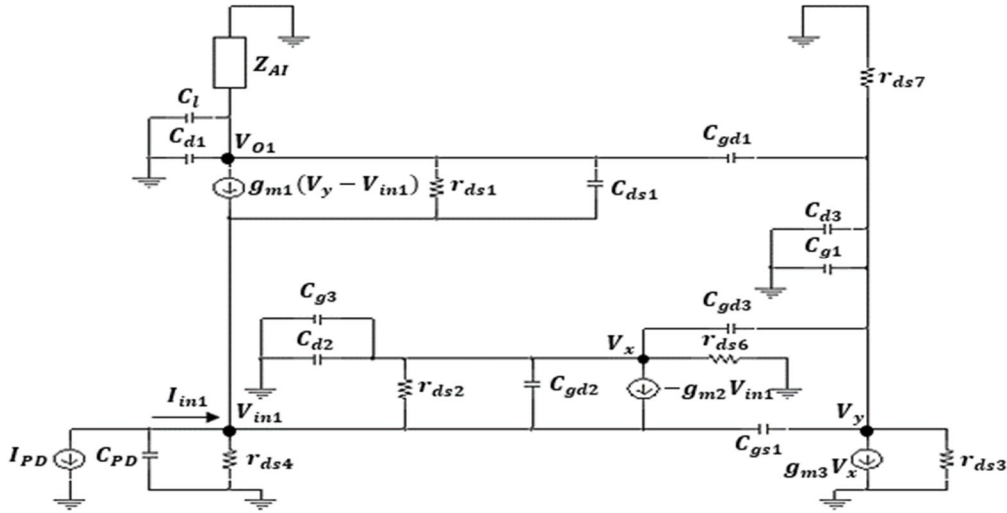 Z_AI
r_ds7
C_l
C_d1
V_O1
C_gd1
g_m1(V_y − V_in1)
r_ds1
C_ds1
C_d3
C_g1
C_g3
C_gd3
C_d2
V_x
r_ds6
r_ds2
C_gd2
−g_m2V_in1
I_in1
V_in1
V_y
C_gs1
I_PD
C_PD
r_ds4
g_m3V_x
r_ds3